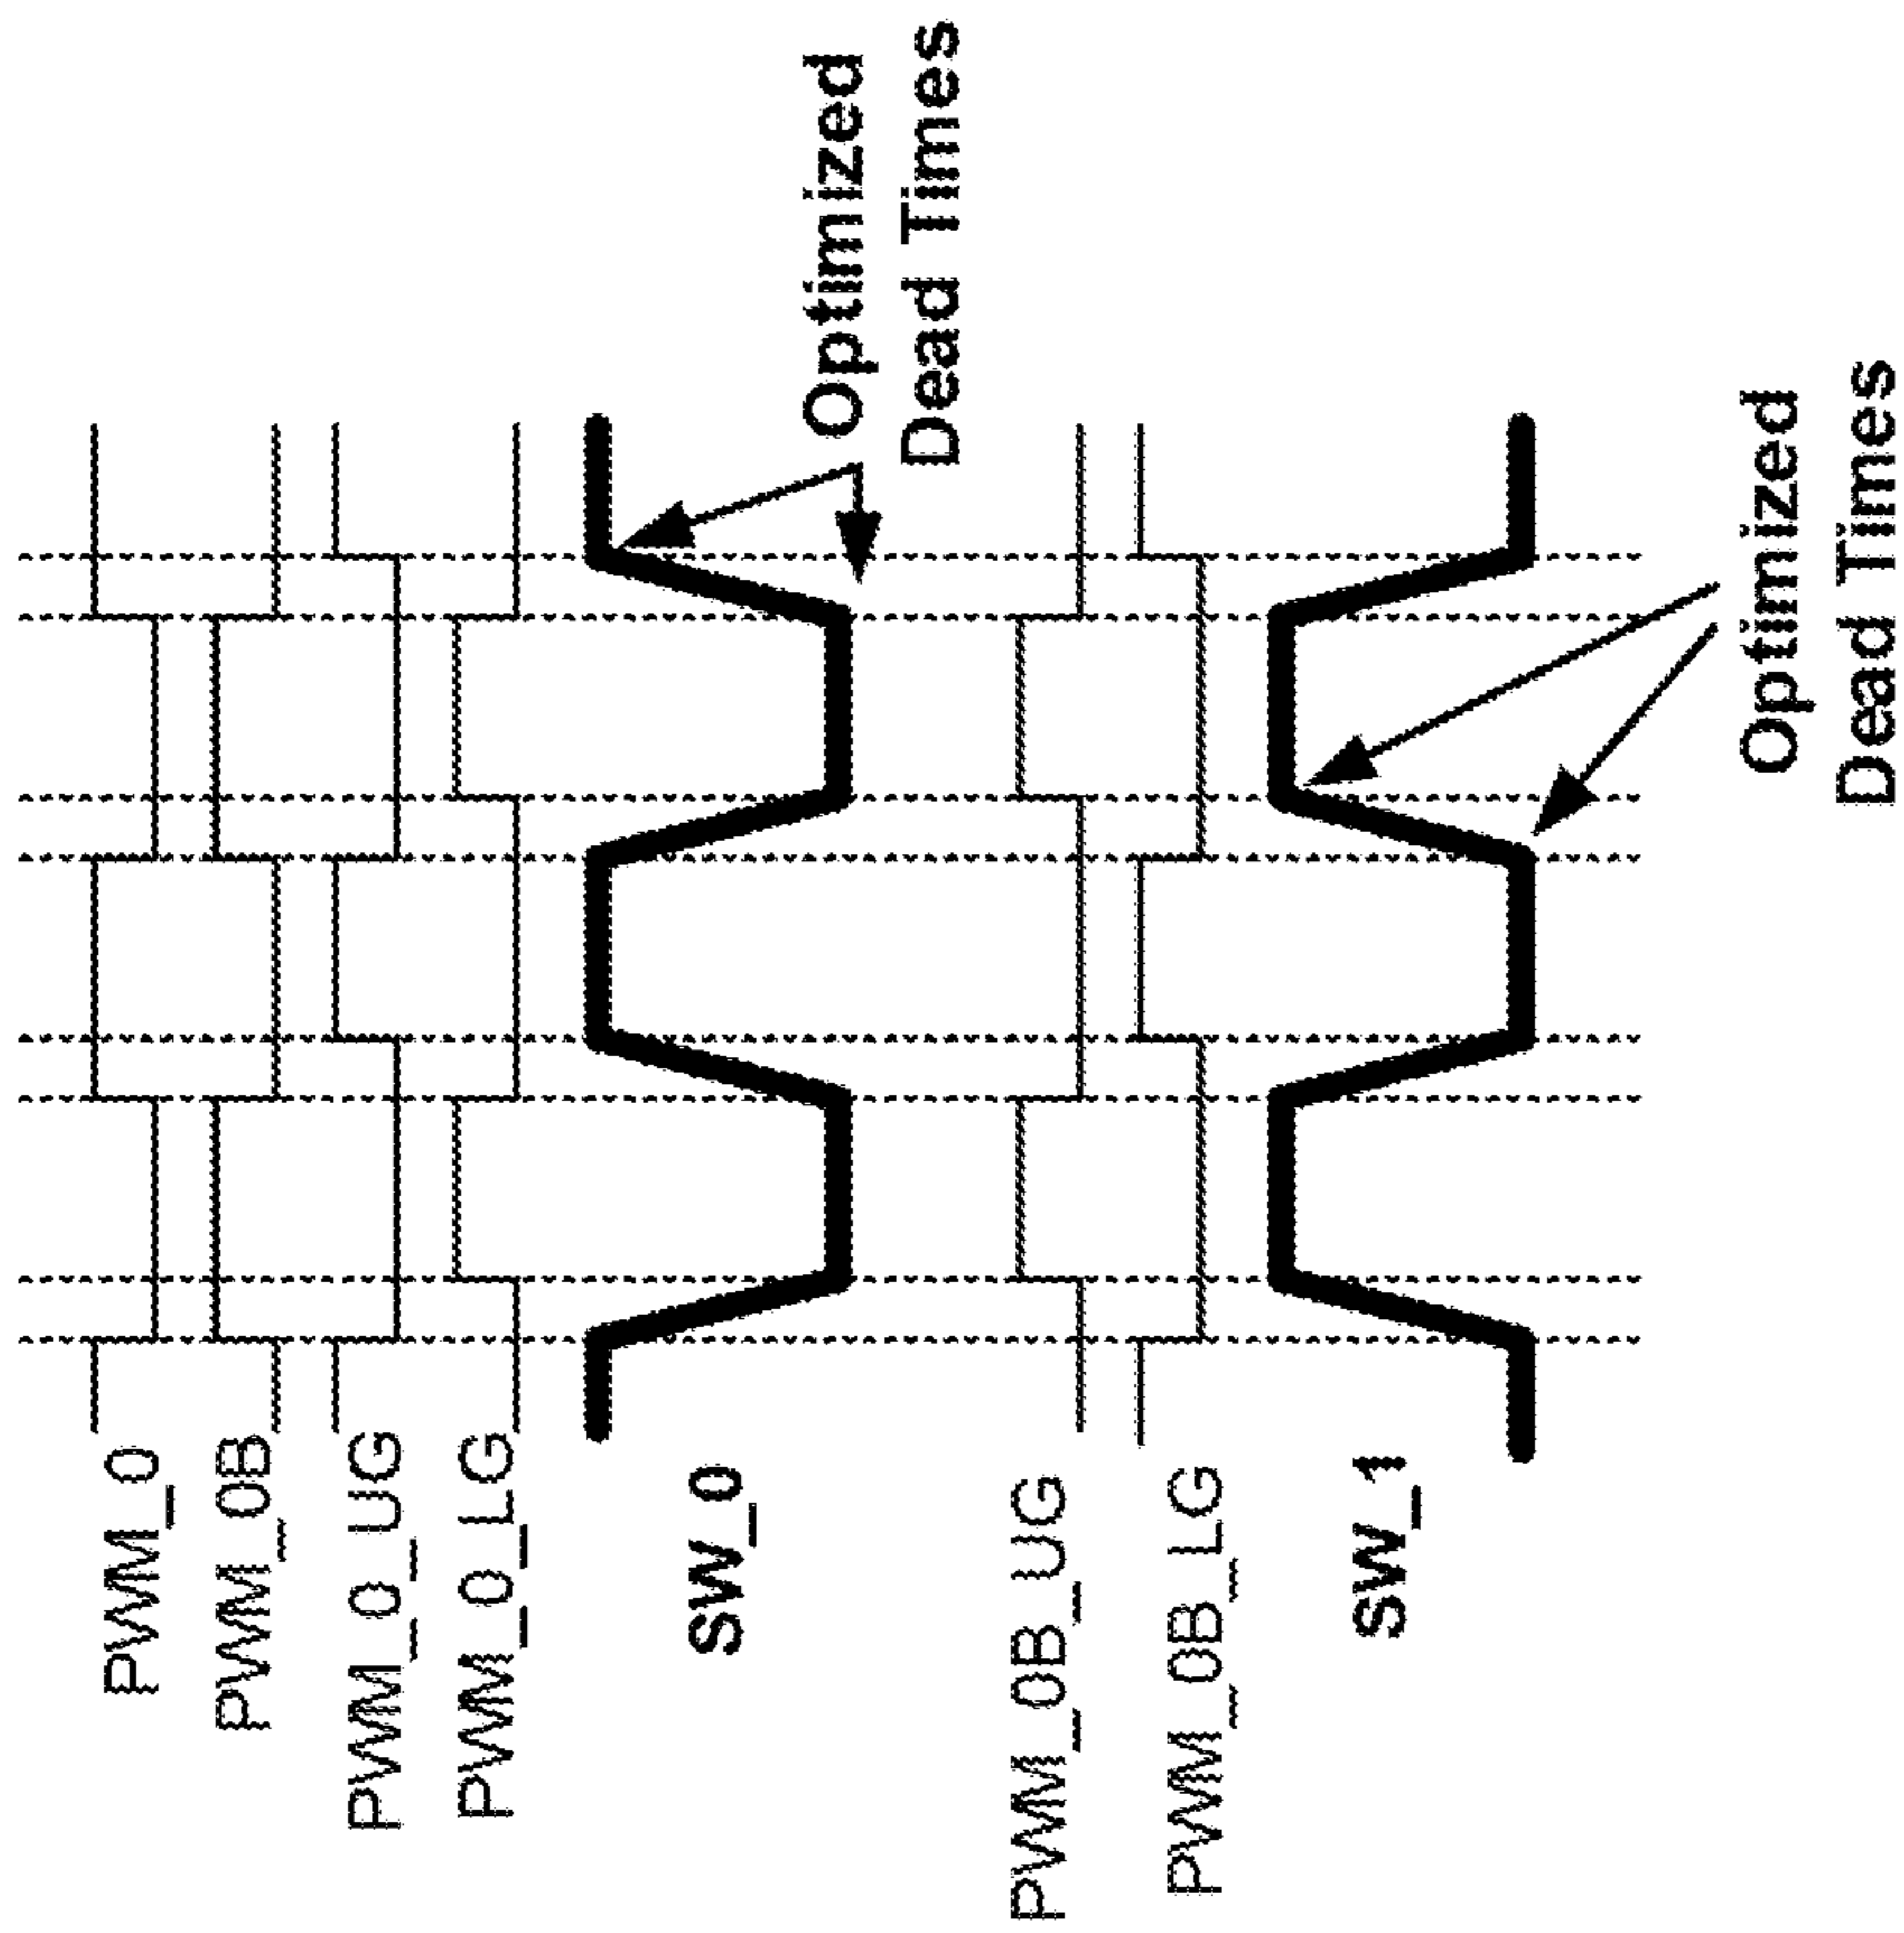 PWM_0
PWM_0B
PWM_0_UG
PWM_0_LG
SW_0
Optimized
Dead Times
PWM_0B_UG
PWM_0B_LG
SW_1
Optimized
Dead Times